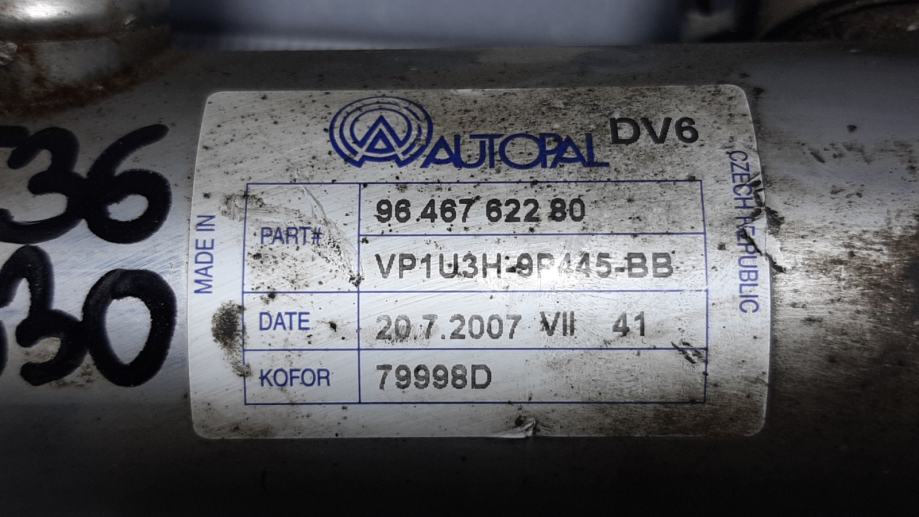 36
30
AUTOPAL DV6
MADE IN
PART# 96 467 622 80
VP1U3H-9P445-BB
DATE 20.7.2007 VII 41
KOFOR 79998D
CZECH REPUBLIC